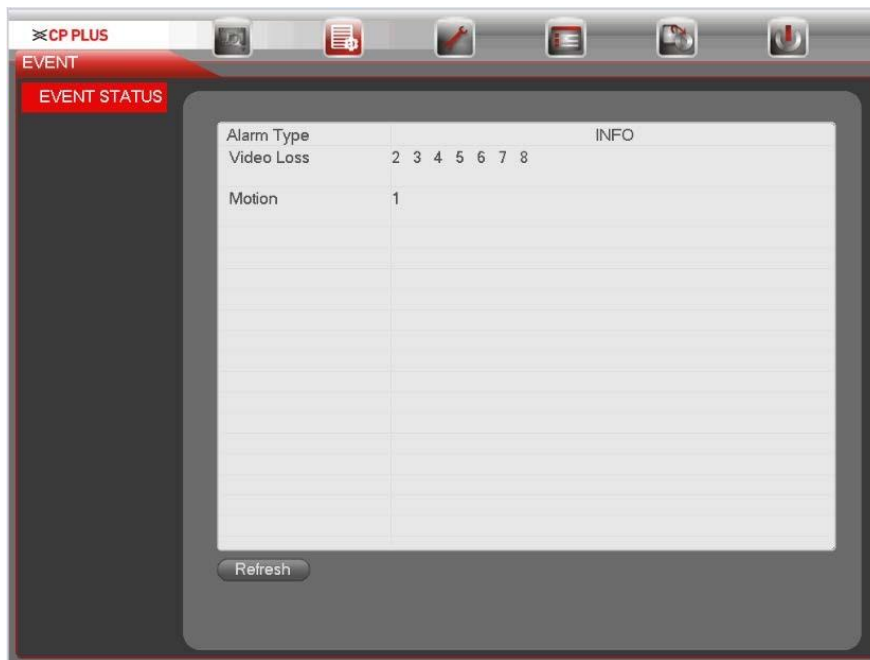 CP PLUS
EVENT
EVENT STATUS
Alarm Type INFO
Video Loss 2 3 4 5 6 7 8
Motion 1
Refresh